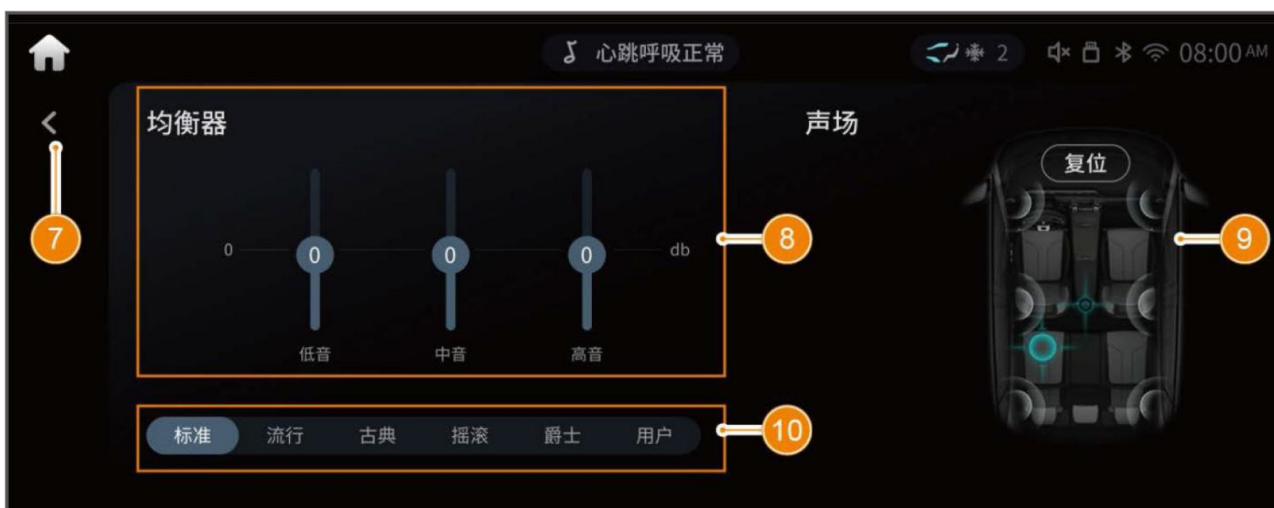 心跳呼吸正常 2 08:00 AM
均衡器 声场
复位
7 8 9
0 0 0 0 db
低音 中音 高音
标准 流行 古典 摇滚 爵士 用户 10